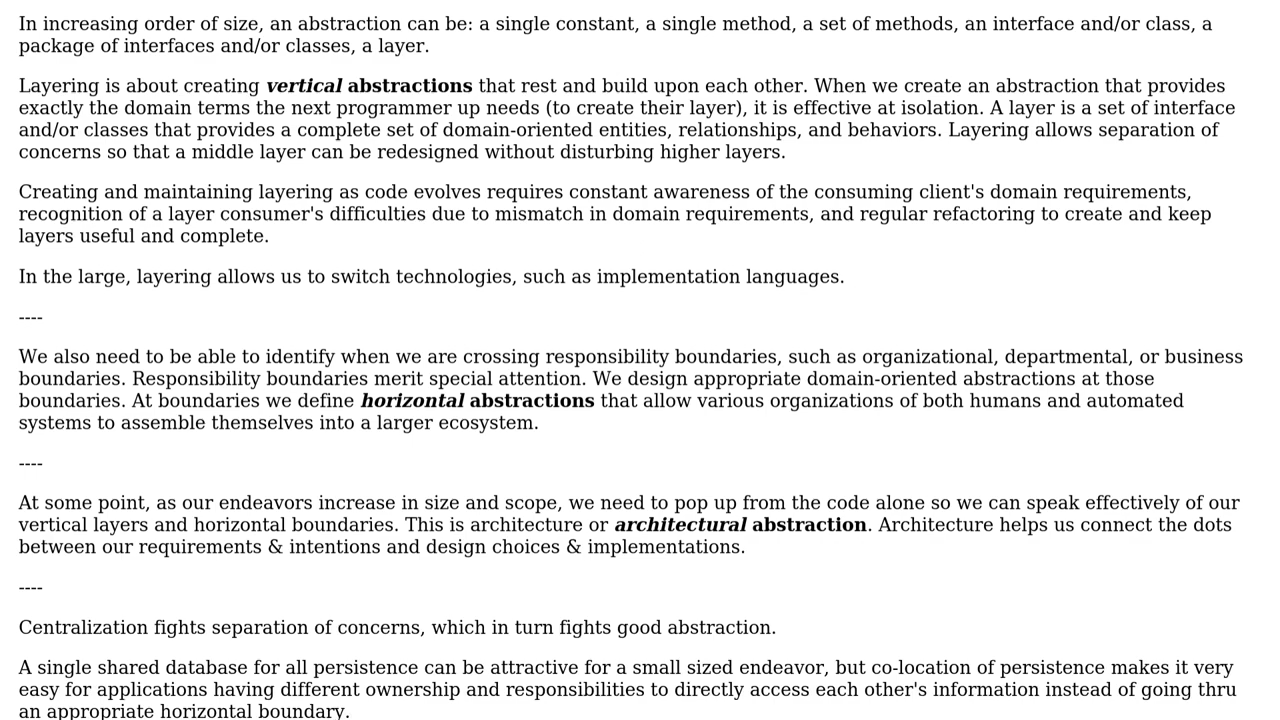 In increasing order of size, an abstraction can be: a single constant, a single method, a set of methods, an interface and/or class, a
package of interfaces and/or classes, a layer.
Layering is about creating vertical abstractions that rest and build upon each other. When we create an abstraction that provides
exactly the domain terms the next programmer up needs (to create their layer), it is effective at isolation. A layer is a set of interface
and/or classes that provides a complete set of domain-oriented entities, relationships, and behaviors. Layering allows separation of
concerns so that a middle layer can be redesigned without disturbing higher layers.
Creating and maintaining layering as code evolves requires constant awareness of the consuming client's domain requirements,
recognition of a layer consumer's difficulties due to mismatch in domain requirements, and regular refactoring to create and keep
layers useful and complete.
In the large, layering allows us to switch technologies, such as implementation languages.
----
We also need to be able to identify when we are crossing responsibility boundaries, such as organizational, departmental, or business
boundaries. Responsibility boundaries merit special attention. We design appropriate domain-oriented abstractions at those
boundaries. At boundaries we define horizontal abstractions that allow various organizations of both humans and automated
systems to assemble themselves into a larger ecosystem.
----
At some point, as our endeavors increase in size and scope, we need to pop up from the code alone so we can speak effectively of our
vertical layers and horizontal boundaries. This is architecture or architectural abstraction. Architecture helps us connect the dots
between our requirements & intentions and design choices & implementations.
----
Centralization fights separation of concerns, which in turn fights good abstraction.
A single shared database for all persistence can be attractive for a small sized endeavor, but co-location of persistence makes it very
easy for applications having different ownership and responsibilities to directly access each other's information instead of going thru
an appropriate horizontal boundary.